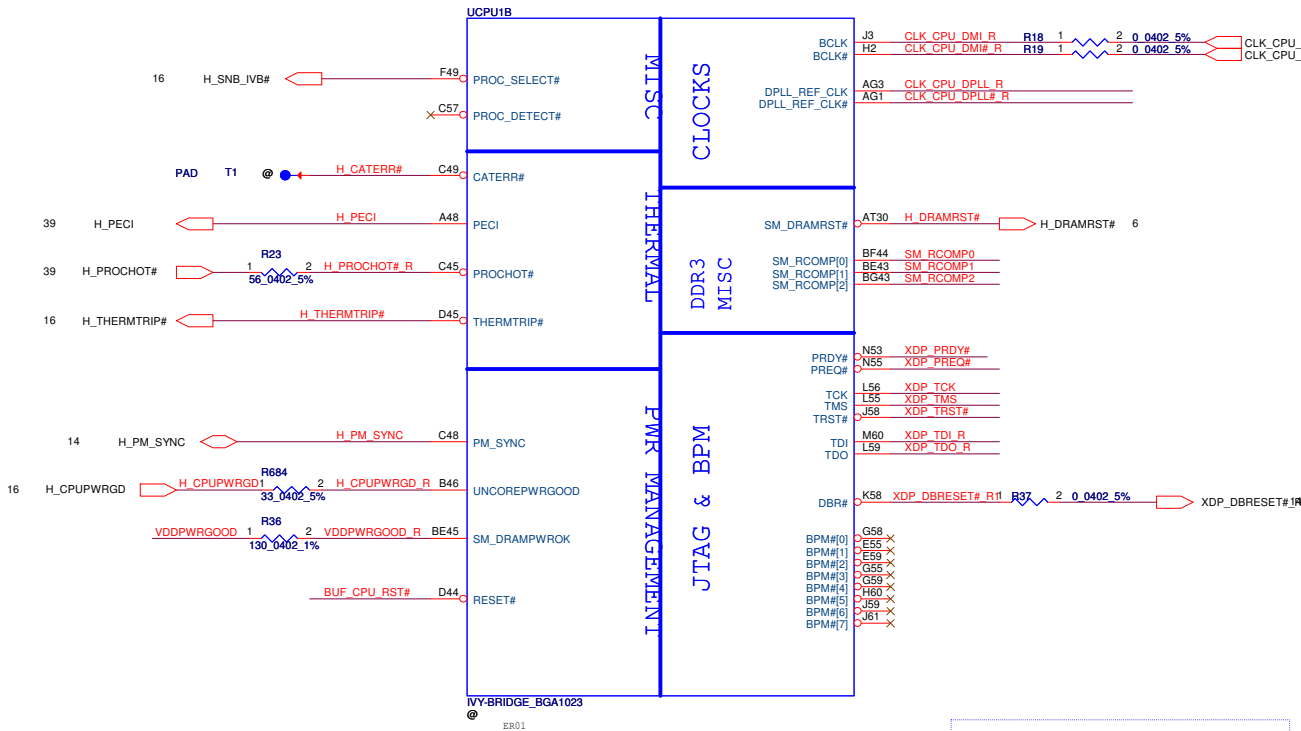 UCPU1B
16 H_SNB_IVB# F49 PROC_SELECT#
C57 PROC_DETECT#
MISC
PAD T1 @ H_CATERR# C49 CATERR#
39 H_PECI H_PECI A48 PECI
39 H_PROCHOT# 1 R23 2 H_PROCHOT#_R C45 PROCHOT#
56_0402_5%
16 H_THERMTRIP# H_THERMTRIP# D45 THERMTRIP#
THERMAL
14 H_PM_SYNC H_PM_SYNC C48 PM_SYNC
16 H_CPUPWRGD H_CPUPWRGD 1 R684 2 H_CPUPWRGD_R B46 UNCOREPWRGOOD
33_0402_5%
VDDPWRGOOD 1 R36 2 VDDPWRGOOD_R BE45 SM_DRAMPWROK
130_0402_1%
BUF_CPU_RST# D44 RESET#
PWR MANAGEMENT
CLOCKS
BCLK J3 CLK_CPU_DMI_R R18 1 2 0_0402_5% CLK_CPU_
BCLK# H2 CLK_CPU_DMI#_R R19 1 2 0_0402_5% CLK_CPU_
DPLL_REF_CLK AG3 CLK_CPU_DPLL_R
DPLL_REF_CLK# AG1 CLK_CPU_DPLL#_R
DDR3
MISC
SM_DRAMRST# AT30 H_DRAMRST# H_DRAMRST# 6
SM_RCOMP[0] BF44 SM_RCOMP0
SM_RCOMP[1] BE43 SM_RCOMP1
SM_RCOMP[2] BG43 SM_RCOMP2
JTAG & BPM
PRDY# N53 XDP_PRDY#
PREQ# N55 XDP_PREQ#
TCK L56 XDP_TCK
TMS L55 XDP_TMS
TRST# J58 XDP_TRST#
TDI M60 XDP_TDI_R
TDO L59 XDP_TDO_R
DBR# K58 XDP_DBRESET#_R1 1 R37 2 0_0402_5% XDP_DBRESET#_R 14
BPM#[0] G58
BPM#[1] E55
BPM#[2] E59
BPM#[3] G55
BPM#[4] G59
BPM#[5] H60
BPM#[6] J59
BPM#[7] J61
IVY-BRIDGE_BGA1023
@
ER01